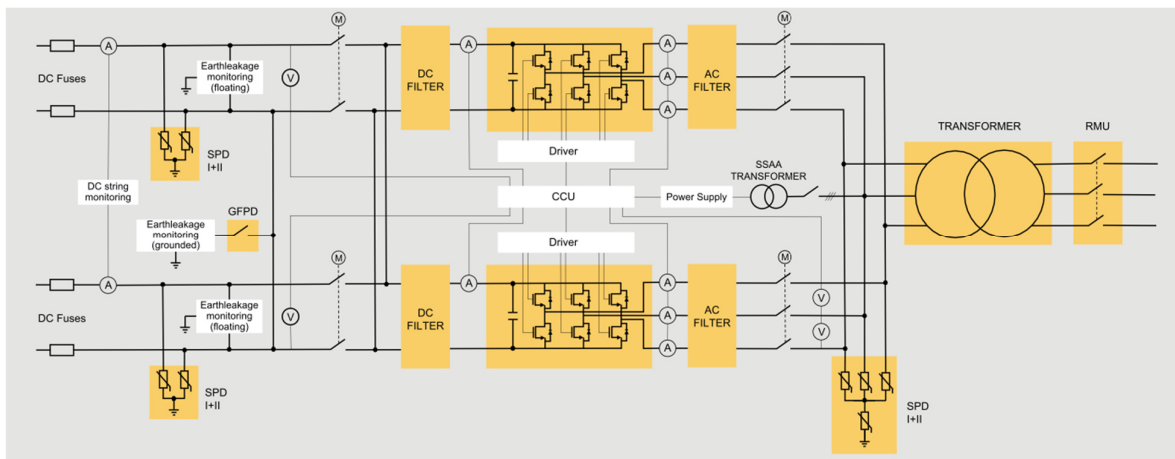 M
M
A
A
A
A
A
DC Fuses
Earthleakage
monitoring
(floating)
V
DC
FILTER
AC
FILTER
SPD
I+II
Driver
TRANSFORMER
RMU
DC string
monitoring
CCU
Power Supply
SSAA
TRANSFORMER
GFPD
Earthleakage
monitoring
(grounded)
Driver
M
M
A
A
A
A
A
DC Fuses
Earthleakage
monitoring
(floating)
V
DC
FILTER
AC
FILTER
V
V
SPD
I+II
SPD
I+II